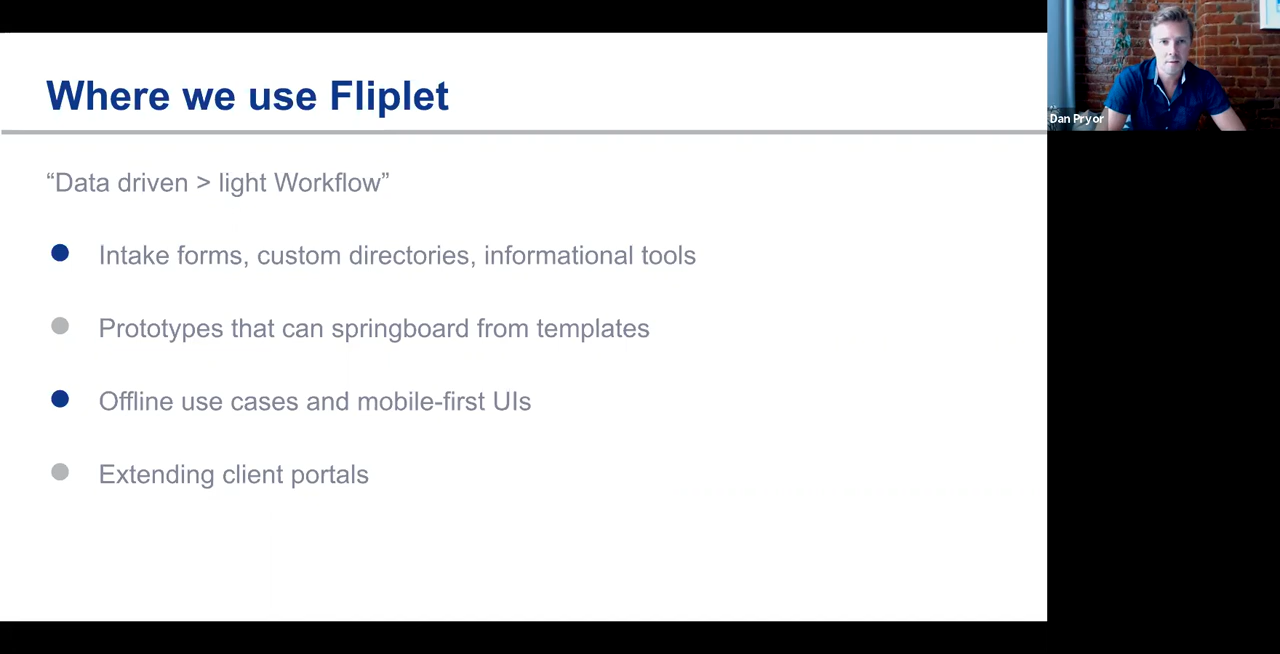 Where we use Fliplet
“Data driven > light Workflow”
Intake forms, custom directories, informational tools
Prototypes that can springboard from templates
Offline use cases and mobile-first UIs
Extending client portals
Dan Pryor